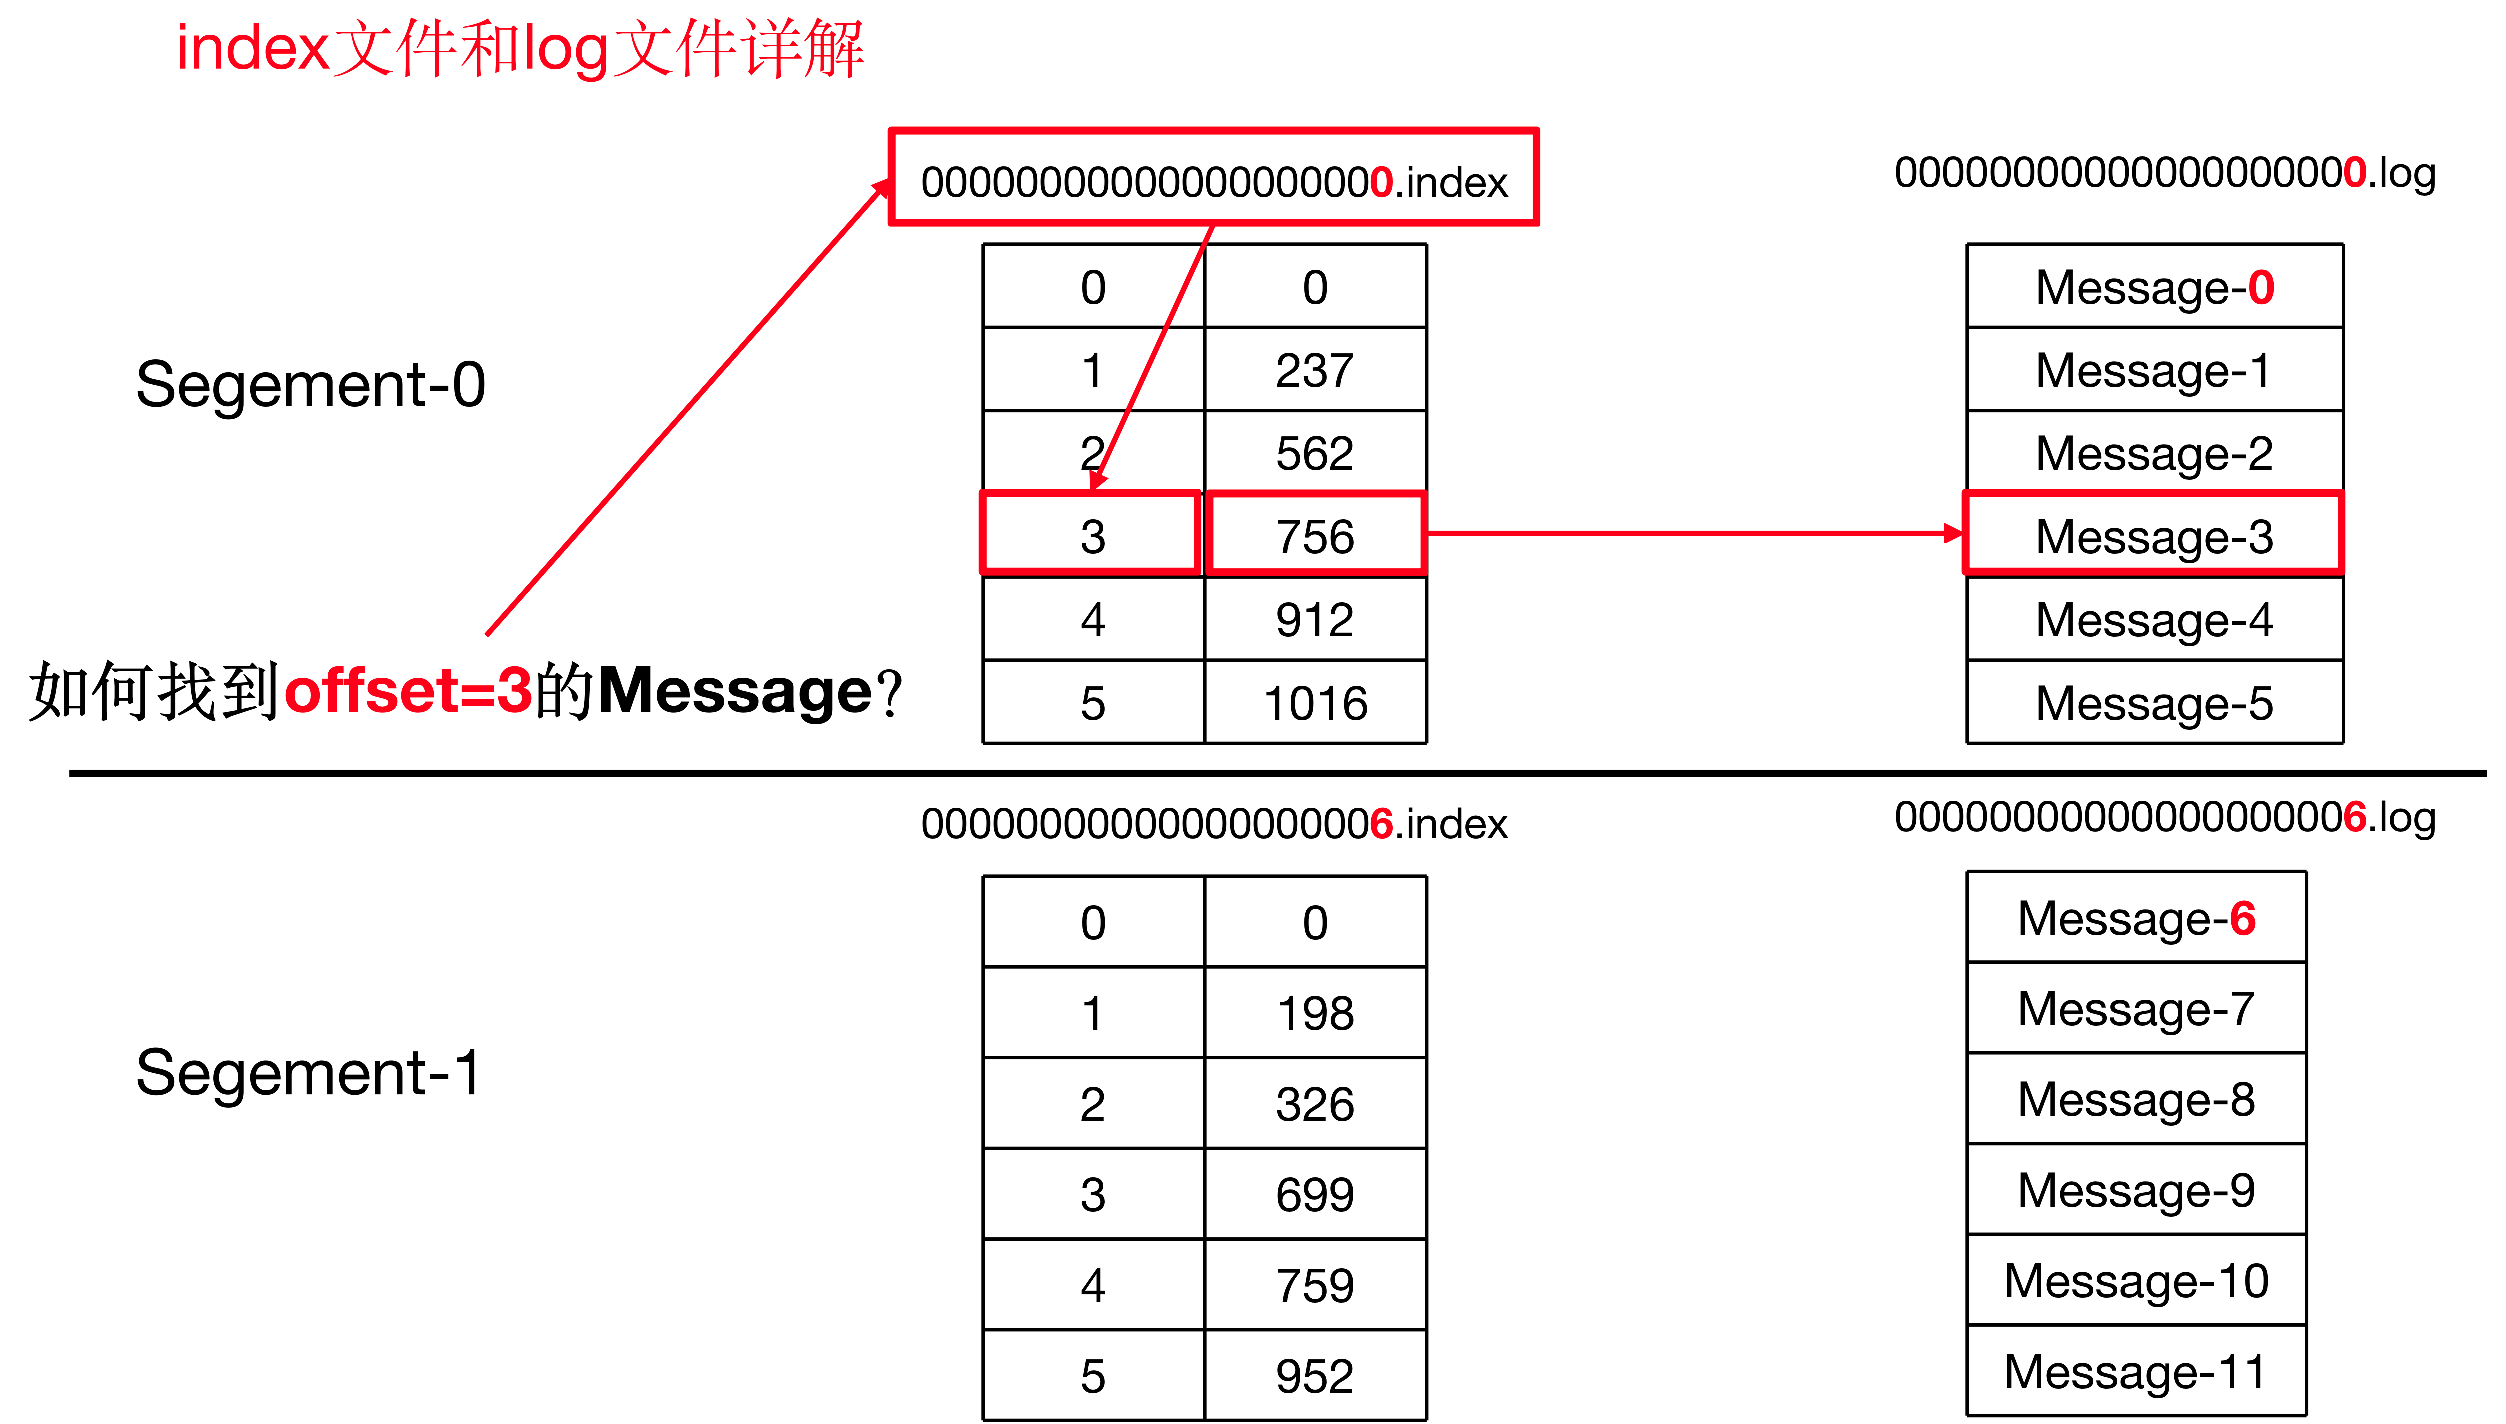 index文件和log文件详解
00000000000000000000.index
00000000000000000000.log
Segement-0
0 0
1 237
2 562
3 756
4 912
5 1016
Message-0
Message-1
Message-2
Message-3
Message-4
Message-5
如何找到offset=3的Message?
00000000000000000006.index
00000000000000000006.log
Segement-1
0 0
1 198
2 326
3 699
4 759
5 952
Message-6
Message-7
Message-8
Message-9
Message-10
Message-11